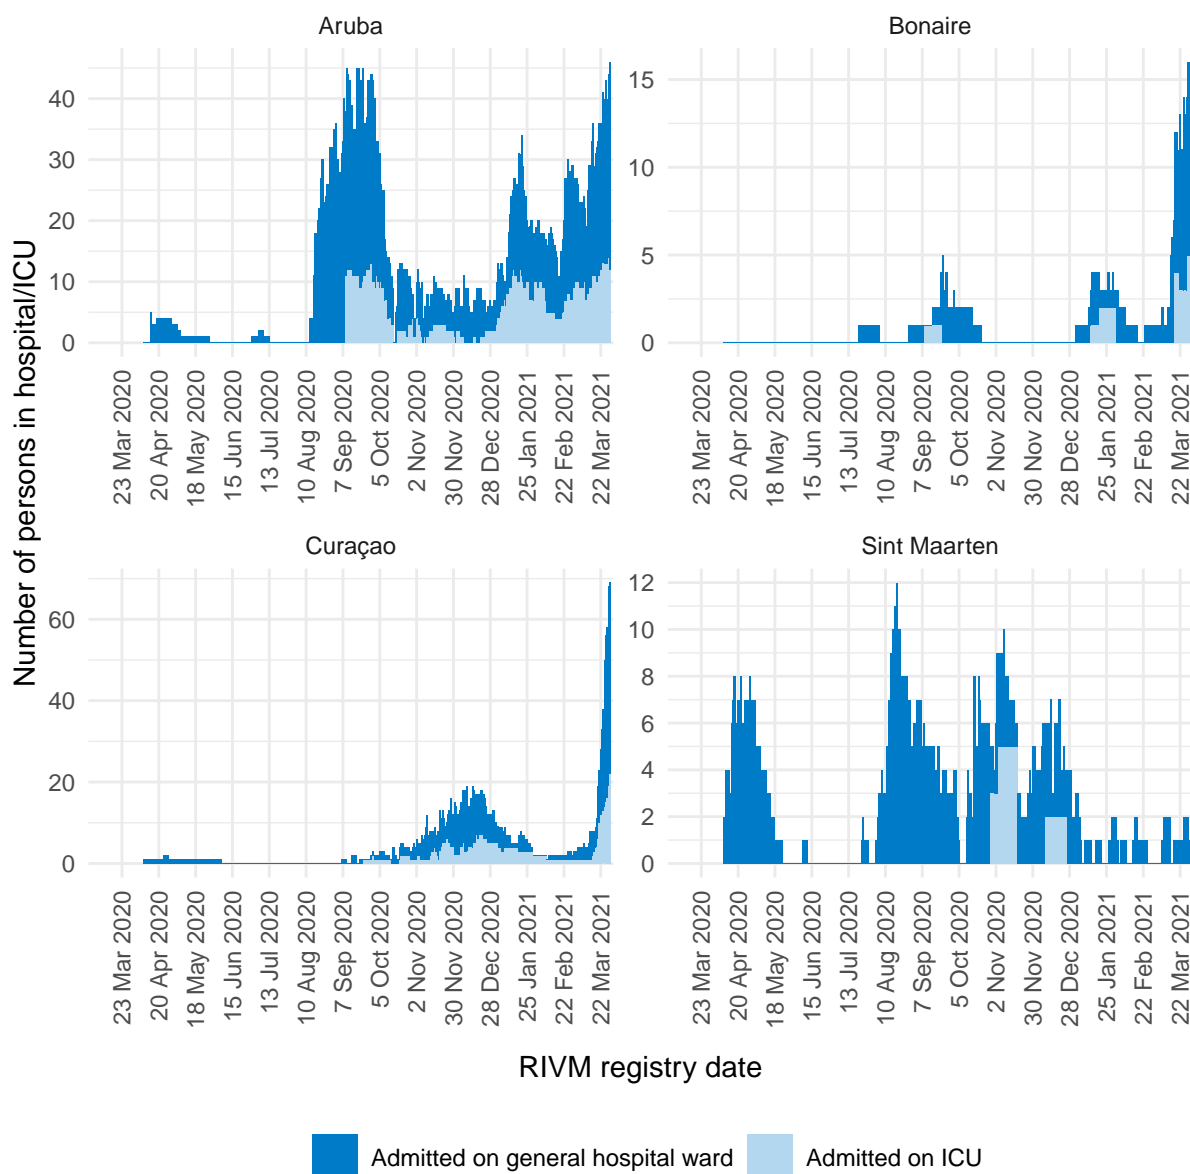 Aruba
Bonaire
Number of persons in hospital/ICU
40
30
20
10
0
15
10
5
0
23 Mar 2020
20 Apr 2020
18 May 2020
15 Jun 2020
13 Jul 2020
10 Aug 2020
7 Sep 2020
5 Oct 2020
2 Nov 2020
30 Nov 2020
28 Dec 2020
25 Jan 2021
22 Feb 2021
22 Mar 2021
23 Mar 2020
20 Apr 2020
18 May 2020
15 Jun 2020
13 Jul 2020
10 Aug 2020
7 Sep 2020
5 Oct 2020
2 Nov 2020
30 Nov 2020
28 Dec 2020
25 Jan 2021
22 Feb 2021
22 Mar 2021
Curaçao
Sint Maarten
60
40
20
0
12
10
8
6
4
2
0
23 Mar 2020
20 Apr 2020
18 May 2020
15 Jun 2020
13 Jul 2020
10 Aug 2020
7 Sep 2020
5 Oct 2020
2 Nov 2020
30 Nov 2020
28 Dec 2020
25 Jan 2021
22 Feb 2021
22 Mar 2021
23 Mar 2020
20 Apr 2020
18 May 2020
15 Jun 2020
13 Jul 2020
10 Aug 2020
7 Sep 2020
5 Oct 2020
2 Nov 2020
30 Nov 2020
28 Dec 2020
25 Jan 2021
22 Feb 2021
22 Mar 2021
RIVM registry date
Admitted on general hospital ward
Admitted on ICU